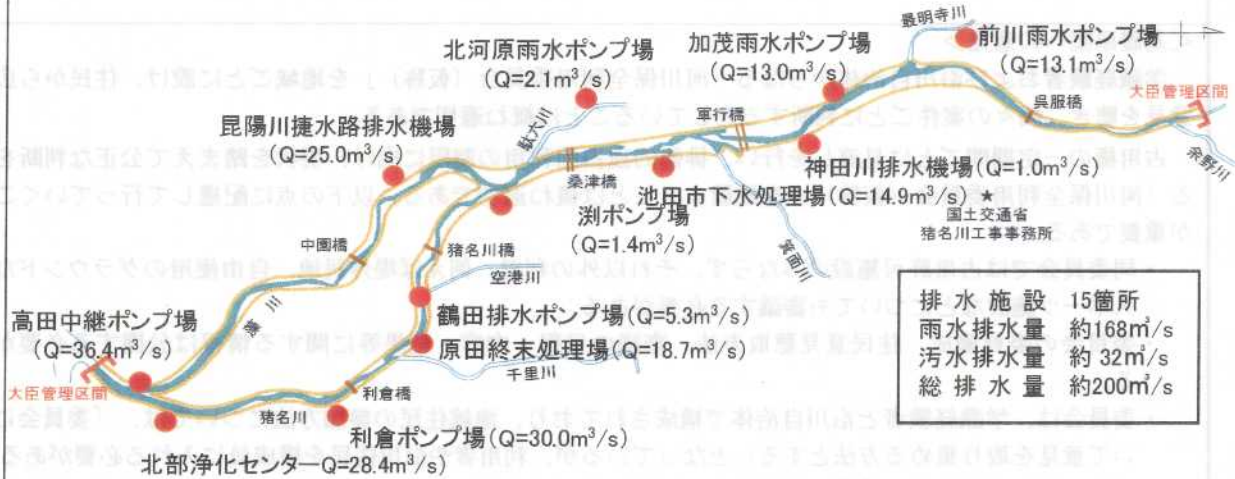 最明寺川
前川雨水ポンプ場
(Q=13.1m³/s)
加茂雨水ポンプ場
(Q=13.0m³/s)
北河原雨水ポンプ場
(Q=2.1m³/s)
大臣管理区間
呉服橋
余野川
軍行橋
駄六川
昆陽川捷水路排水機場
(Q=25.0m³/s)
桑津橋
神田川排水機場(Q=1.0m³/s)
池田市下水処理場(Q=14.9m³/s)
★
国土交通省
猪名川工事事務所
渕ポンプ場
(Q=1.4m³/s)
箕面川
中園橋
猪名川橋
空港川
藻川
高田中継ポンプ場
(Q=36.4m³/s)
大臣管理区間
鶴田排水ポンプ場(Q=5.3m³/s)
原田終末処理場(Q=18.7m³/s)
千里川
利倉橋
猪名川
利倉ポンプ場(Q=30.0m³/s)
北部浄化センターQ=28.4m³/s)
排水施設 15箇所
雨水排水量 約168㎥/s
汚水排水量 約 32㎥/s
総排水量 約200㎥/s